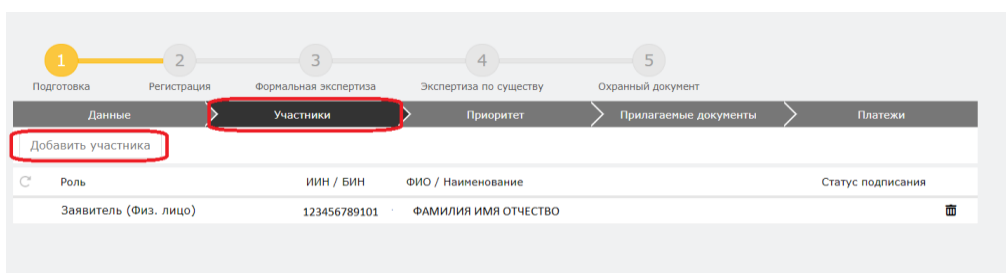 1 2 3 4 5
Подготовка Регистрация Формальная экспертиза Экспертиза по существу Охранный документ
Данные Участники Приоритет Прилагаемые документы Платежи
Добавить участника
Роль ИИН / БИН ФИО / Наименование Статус подписания
Заявитель (Физ. лицо) 123456789101 ФАМИЛИЯ ИМЯ ОТЧЕСТВО